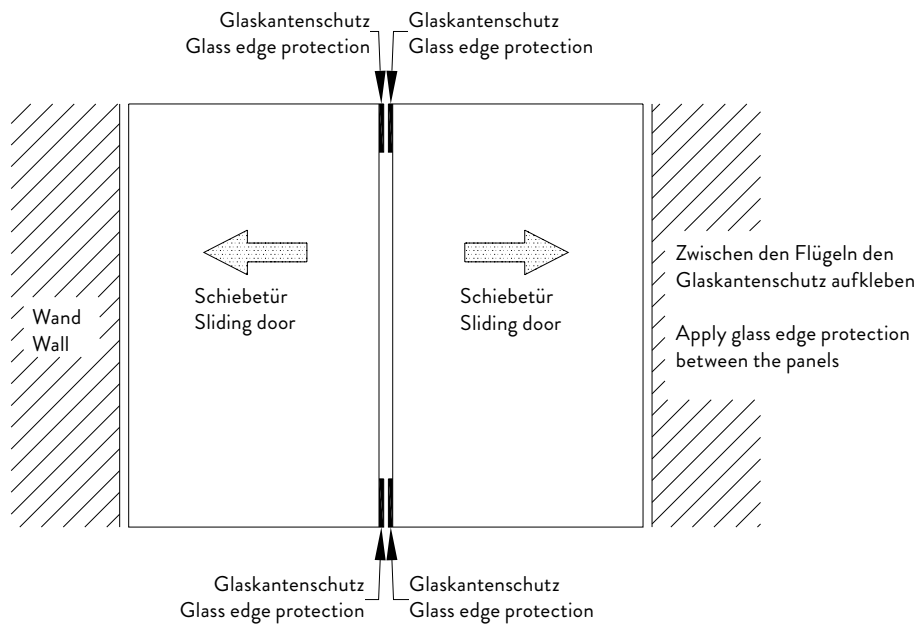 Glaskantenschutz
Glass edge protection
Glaskantenschutz
Glass edge protection
Wand
Wall
Schiebetür
Sliding door
Schiebetür
Sliding door
Zwischen den Flügeln den
Glaskantenschutz aufkleben
Apply glass edge protection
between the panels
Glaskantenschutz
Glass edge protection
Glaskantenschutz
Glass edge protection